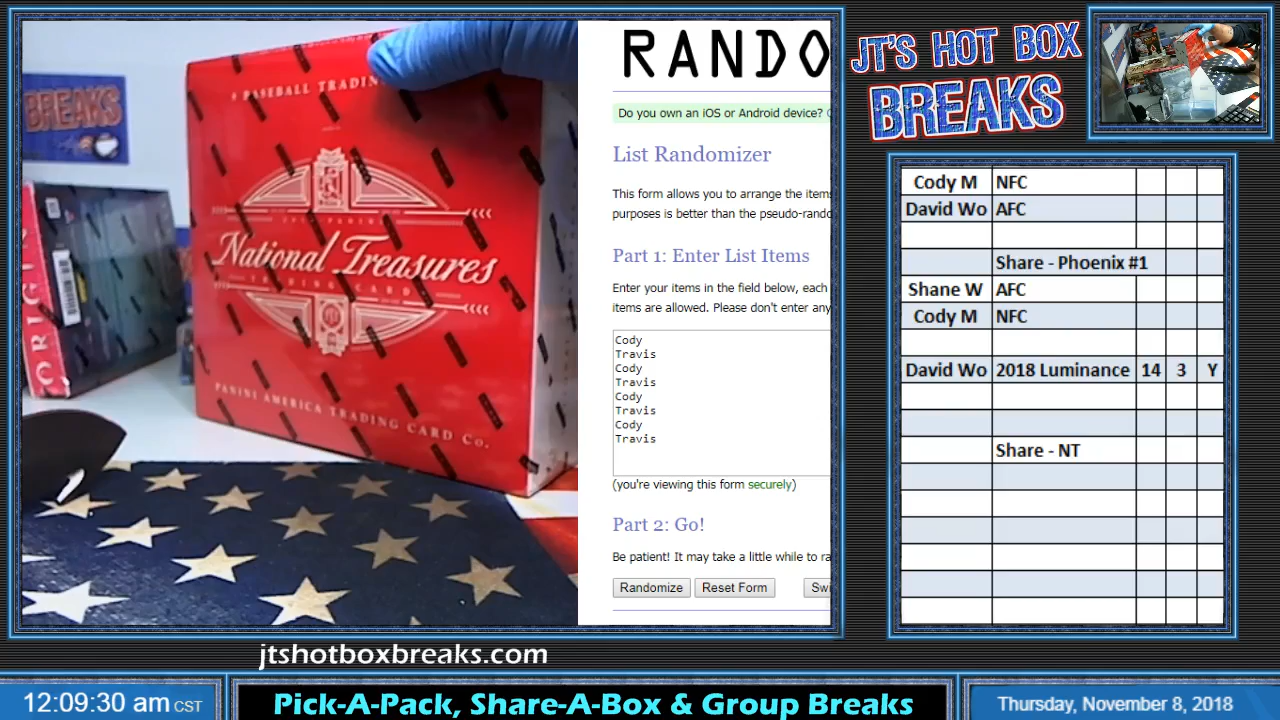 BREAKS
ORIG
BASEBALL TRADIN
National Treasures
TRADING CARDS
PANINI AMERICA TRADING CARD Co.
RANDO
Do you own an iOS or Android device?
List Randomizer
This form allows you to arrange the items
purposes is better than the pseudo-rando
Part 1: Enter List Items
Enter your items in the field below, each
items are allowed. Please don't enter any
Cody
Travis
Cody
Travis
Cody
Travis
Cody
Travis
(you're viewing this form securely)
Part 2: Go!
Be patient! It may take a little while to ra
Randomize Reset Form Swi
JT'S HOT BOX
BREAKS
Cody M NFC
David Wo AFC
Share - Phoenix #1
Shane W AFC
Cody M NFC
David Wo 2018 Luminance 14 3 Y
Share - NT
jtshotboxbreaks.com
12:09:30 am CST
Pick-A-Pack, Share-A-Box & Group Breaks
Thursday, November 8, 2018